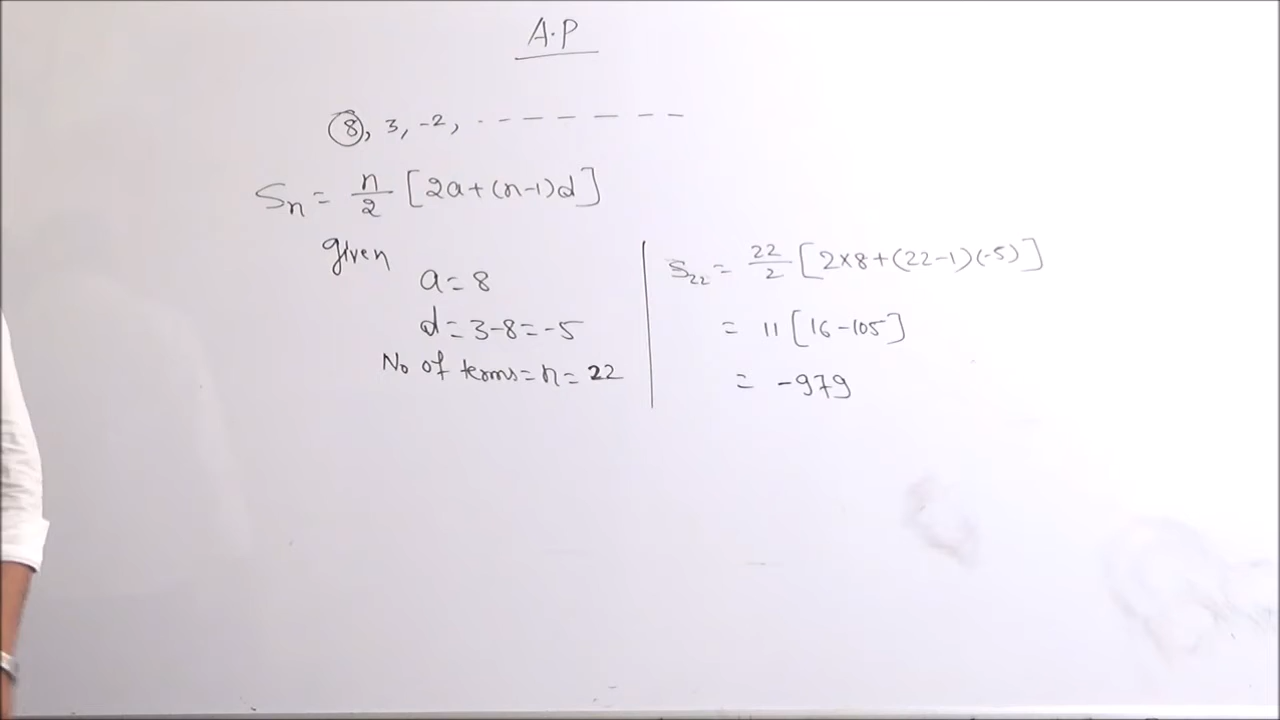 A.P
8, 3, -2, - - - - - - - -
Sn = n/2 [2a+(n-1)d]
given
a=8
d=3-8=-5
No of terms=n=22
S22 = 22/2 [2×8+(22-1)(-5)]
= 11[16-105]
= -979